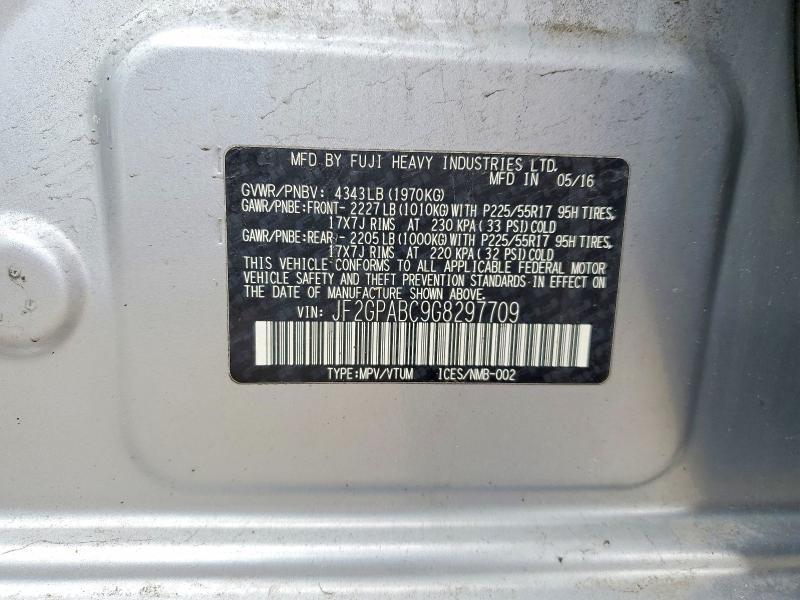 MFD BY FUJI HEAVY INDUSTRIES LTD.
MFD IN 05/16
GVWR/PNBV: 4343LB (1970KG)
GAWR/PNBE:FRONT- 2227LB (1010KG) WITH P225/55R17 95H TIRES,
17X7J RIMS AT 230 KPA (33 PSI) COLD
GAWR/PNBE:REAR - 2205LB (1000KG) WITH P225/55R17 95H TIRES,
17X7J RIMS AT 220 KPA (32 PSI) COLD
THIS VEHICLE CONFORMS TO ALL APPLICABLE FEDERAL MOTOR
VEHICLE SAFETY AND THEFT PREVENTION STANDARDS IN EFFECT ON
THE DATE OF MANUFACTURE SHOWN ABOVE.
VIN: JF2GPABC9G8297709
TYPE:MPV/VTUM ICES/NMB-002